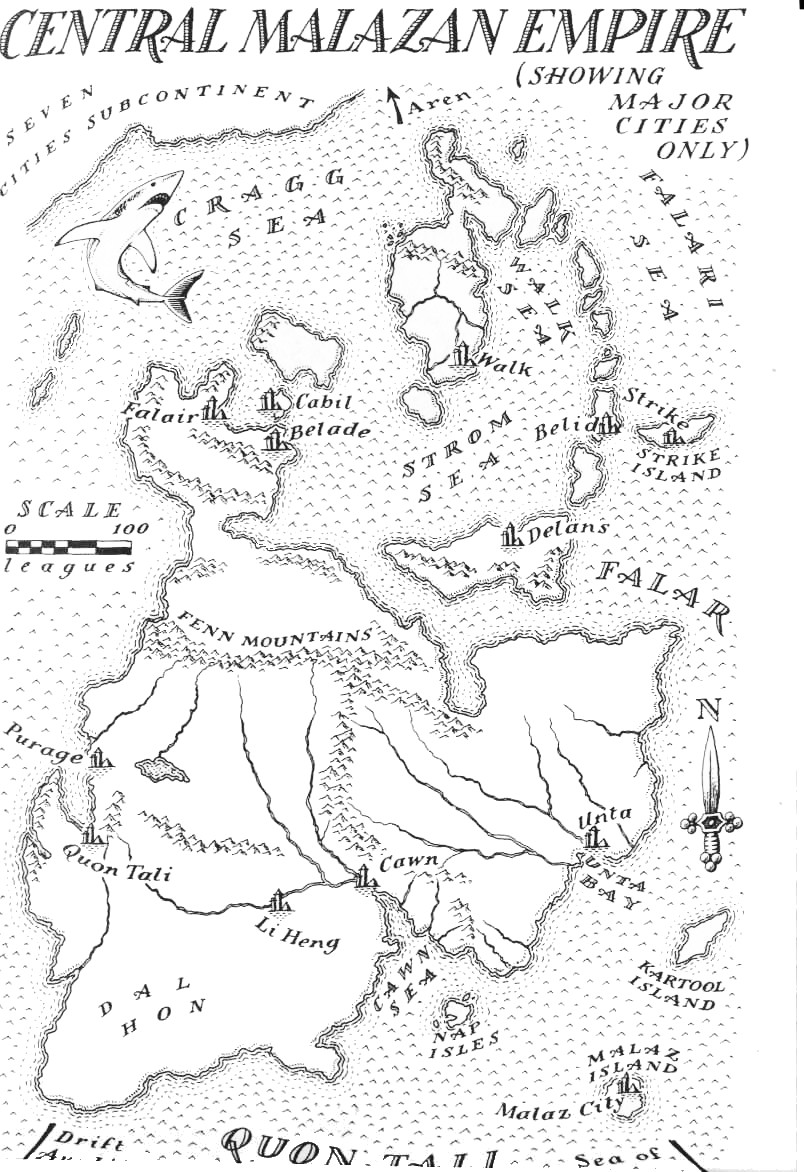 CENTRAL MALAZAN EMPIRE
(SHOWING
MAJOR
CITIES
ONLY)
SEVEN
CITIES SUBCONTINENT
Aren
CRAGG
SEA
FALARI
SEA
WALK
SEA
Walk
Falair
Cabil
Belade
STROM
SEA
Belid
Strike
STRIKE
ISLAND
SCALE
0 100
leagues
Delans
FALAR
FENN MOUNTAINS
N
Purage
Unta
UNTA
BAY
Quon Tali
Cawn
Li Heng
CAWN
SEA
KARTOOL
ISLAND
DAL
HON
NAP
ISLES
MALAZ
ISLAND
Malaz City
Drift
QUON TALI
Sea of